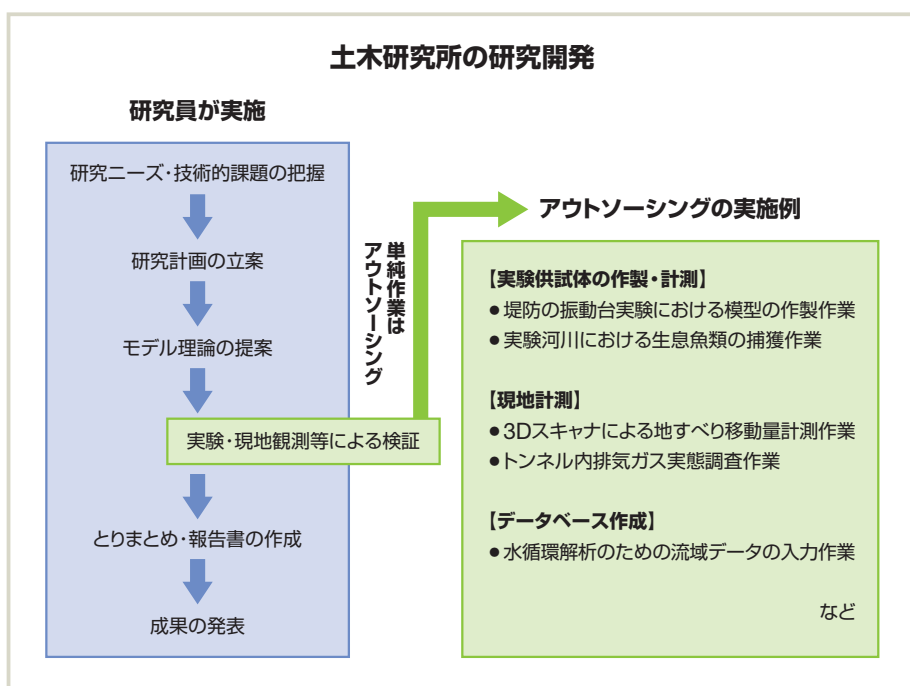 土木研究所の研究開発
研究員が実施
研究ニーズ・技術的課題の把握
研究計画の立案
モデル理論の提案
実験・現地観測等による検証
とりまとめ・報告書の作成
成果の発表
単純作業は
アウトソーシング
アウトソーシングの実施例
【実験供試体の作製・計測】
●堤防の振動台実験における模型の作製作業
●実験河川における生息魚類の捕獲作業
【現地計測】
●3Dスキャナによる地すべり移動量計測作業
●トンネル内排気ガス実態調査作業
【データベース作成】
●水循環解析のための流域データの入力作業
など